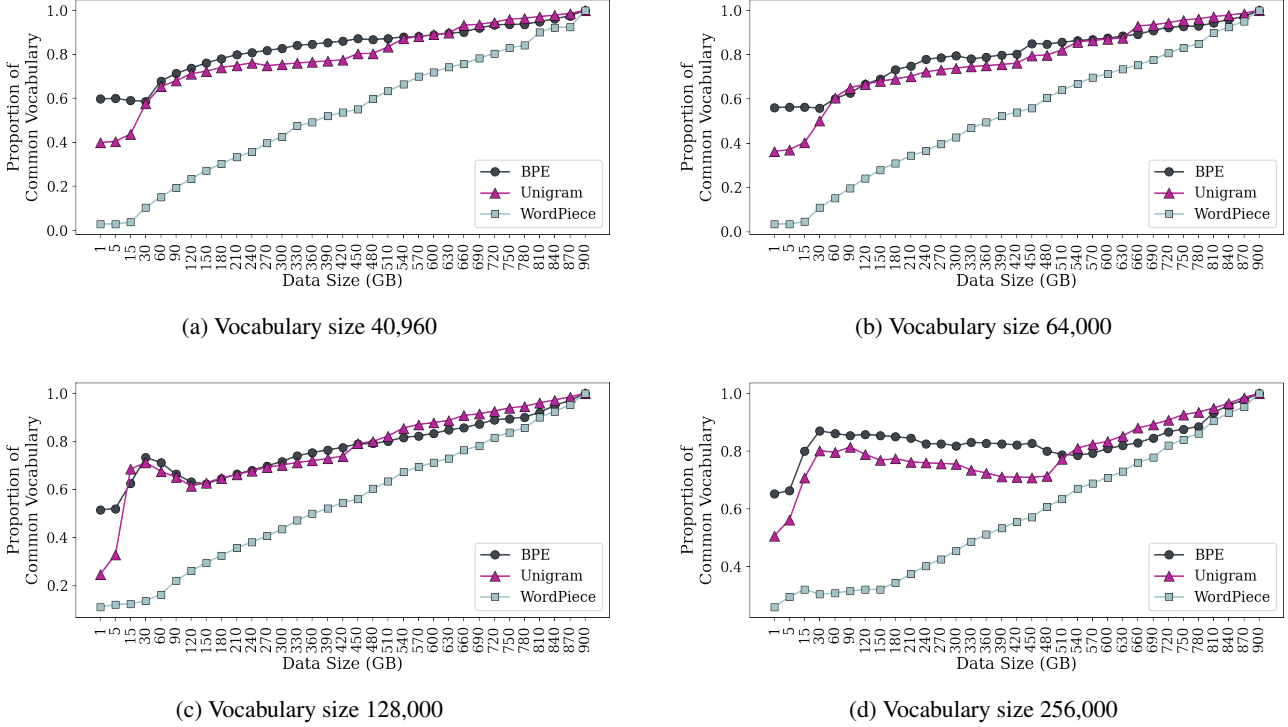 Proportion of
Common Vocabulary
1.0
0.8
0.6
0.4
0.2
0.0
BPE
Unigram
WordPiece
1 5 15 30 60 90 120 150 180 210 240 270 300 330 360 390 420 450 480 510 540 570 600 630 660 690 720 750 780 810 840 870 900
Data Size (GB)
(a) Vocabulary size 40,960
Proportion of
Common Vocabulary
1.0
0.8
0.6
0.4
0.2
0.0
BPE
Unigram
WordPiece
1 5 15 30 60 90 120 150 180 210 240 270 300 330 360 390 420 450 480 510 540 570 600 630 660 690 720 750 780 810 840 870 900
Data Size (GB)
(b) Vocabulary size 64,000
Proportion of
Common Vocabulary
1.0
0.8
0.6
0.4
0.2
BPE
Unigram
WordPiece
1 5 15 30 60 90 120 150 180 210 240 270 300 330 360 390 420 450 480 510 540 570 600 630 660 690 720 750 780 810 840 870 900
Data Size (GB)
(c) Vocabulary size 128,000
Proportion of
Common Vocabulary
1.0
0.8
0.6
0.4
BPE
Unigram
WordPiece
1 5 15 30 60 90 120 150 180 210 240 270 300 330 360 390 420 450 480 510 540 570 600 630 660 690 720 750 780 810 840 870 900
Data Size (GB)
(d) Vocabulary size 256,000